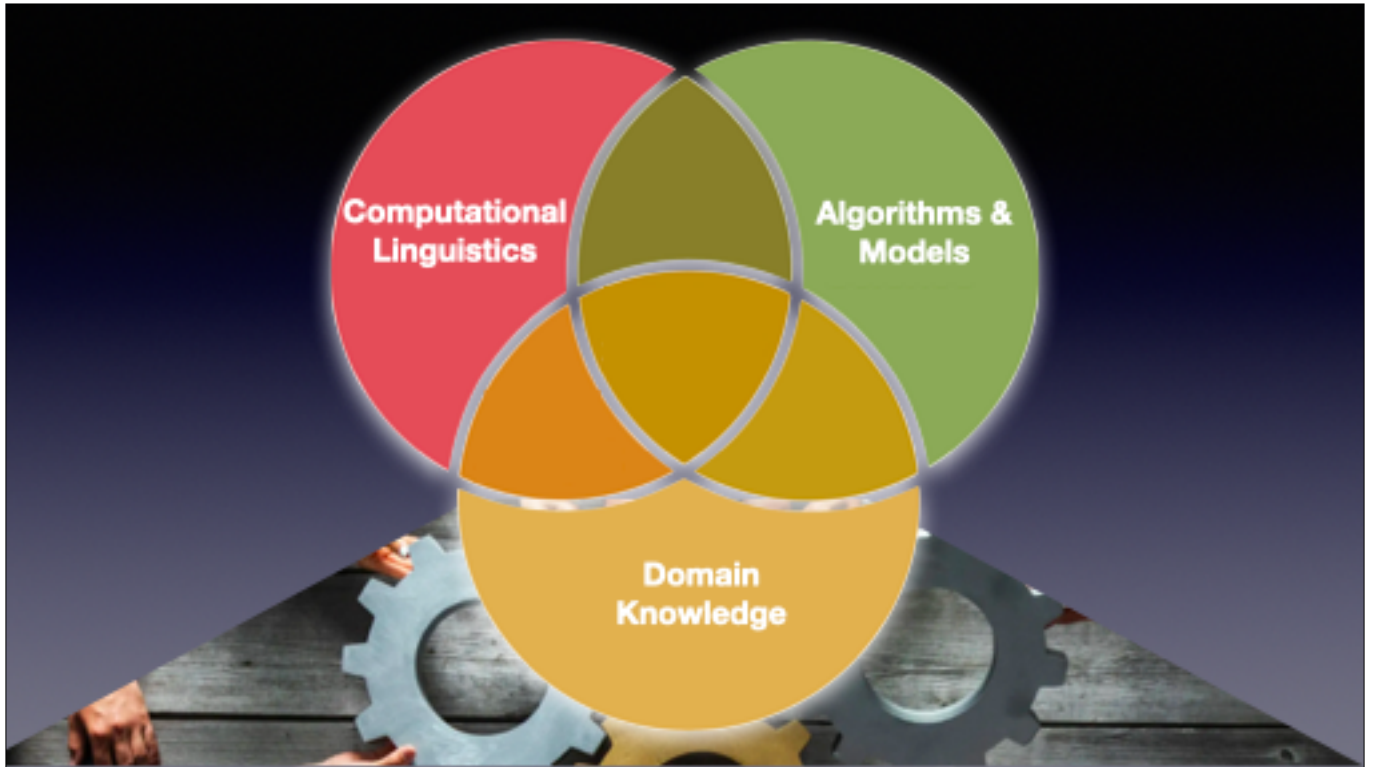 Computational
Linguistics
Algorithms &
Models
Domain
Knowledge